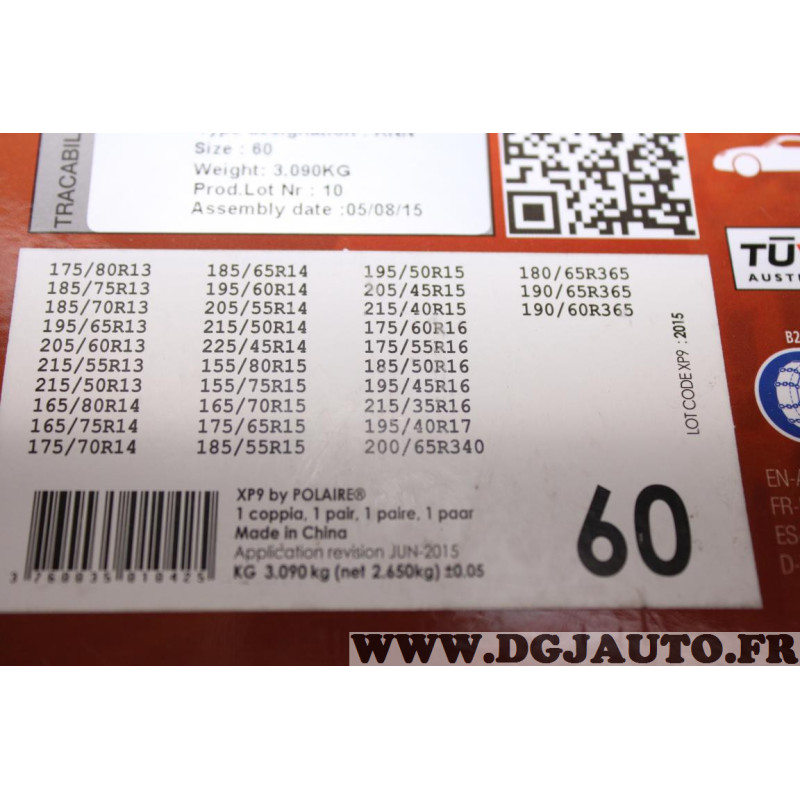 TRACABIL
Size : 60
Weight: 3.090KG
Prod.Lot Nr : 10
Assembly date :05/08/15
TÜV
AUST
175/80R13 185/65R14 195/50R15 180/65R365
185/75R13 195/60R14 205/45R15 190/65R365
185/70R13 205/55R14 215/40R15 190/60R365
195/65R13 215/50R14 175/60R16
205/60R13 225/45R14 175/55R16
215/55R13 155/80R15 185/50R16
215/50R13 155/75R15 195/45R16
165/80R14 165/70R15 215/35R16
165/75R14 175/65R15 195/40R17
175/70R14 185/55R15 200/65R340
LOT CODE XP9 : 2015
XP9 by POLAIRE®
1 coppia, 1 pair, 1 paire, 1 paar
Made in China
Application revision JUN-2015
KG 3.090 kg (net 2.650kg) ±0.05
3 760035 010425
60
B2
EN-A
FR-
ES-
D-
WWW.DGJAUTO.FR